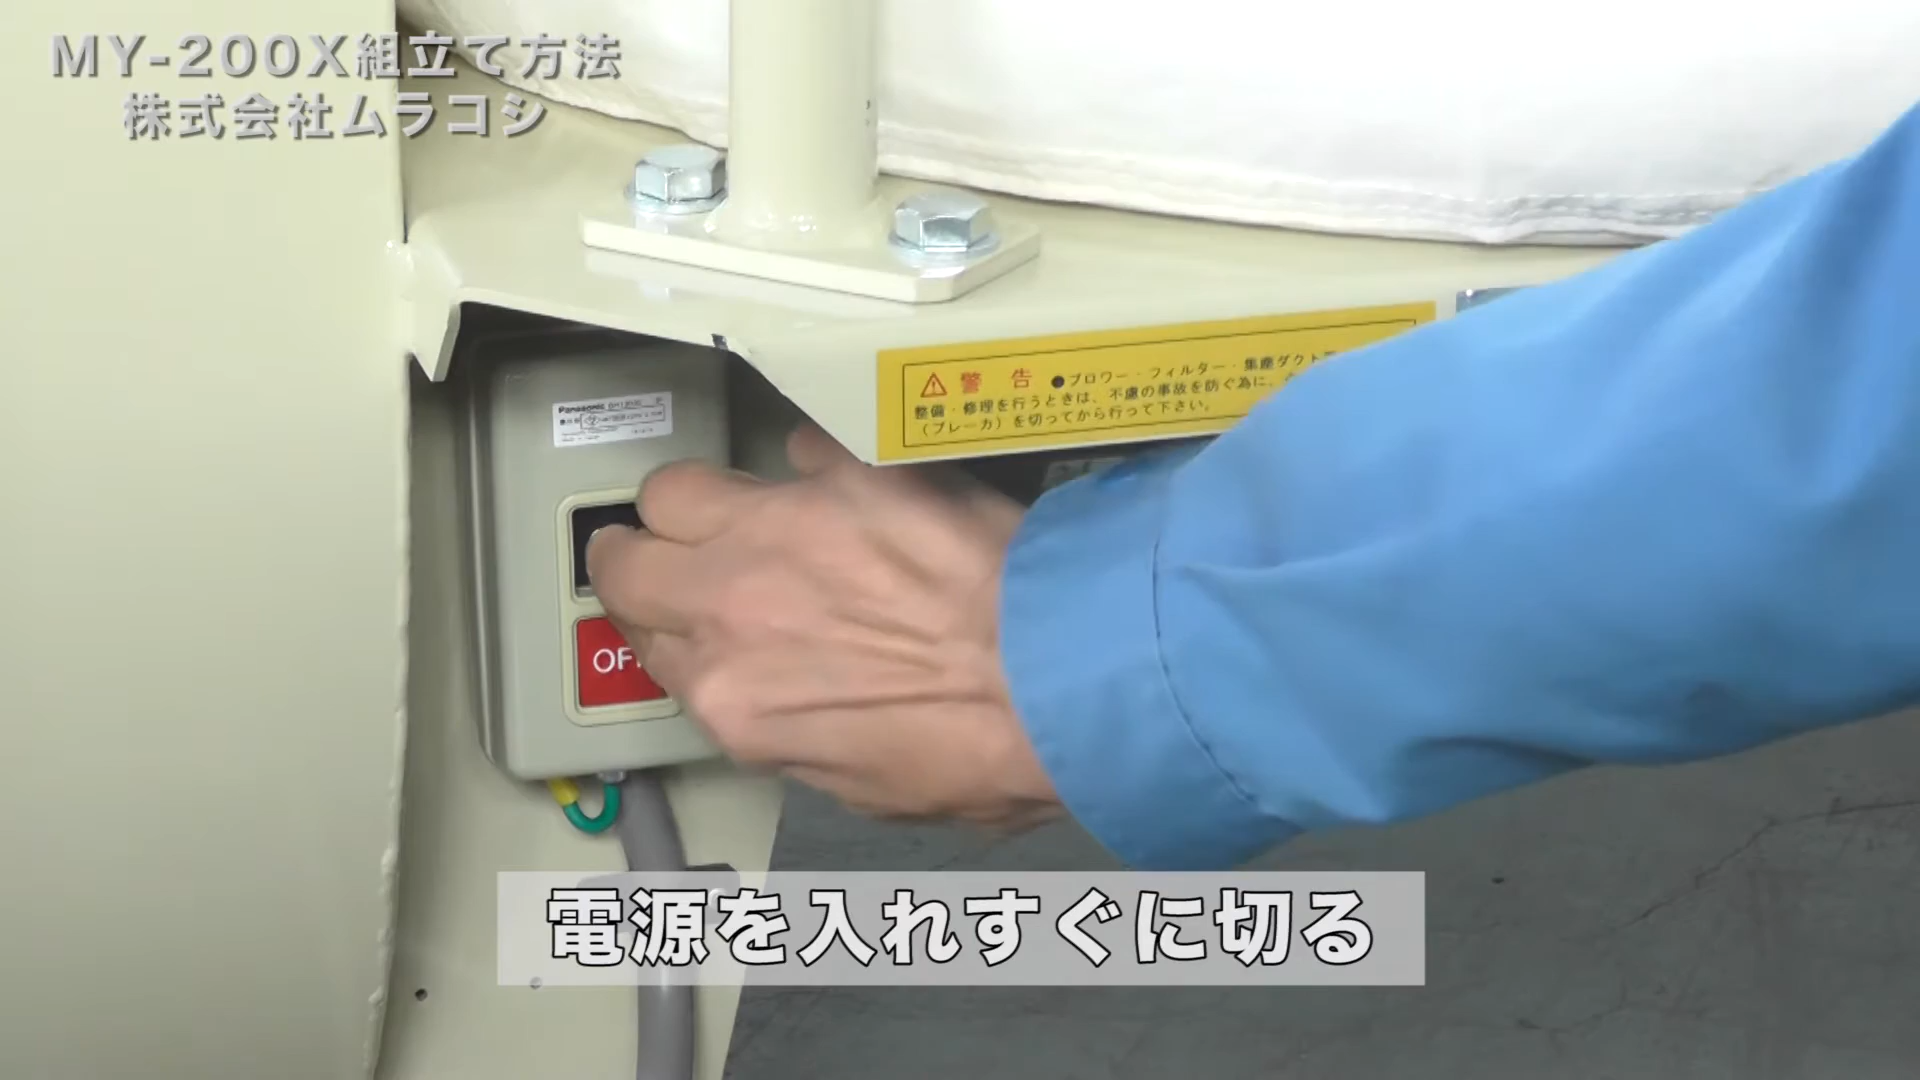 MY-200X組立て方法
株式会社ムラコシ
Panasonic
警告 ●ブロワー・フィルター・集塵ダクト
整備・修理を行うときは、不慮の事故を防ぐ為に、
（ブレーカ）を切ってから行って下さい。
OF
電源を入れすぐに切る